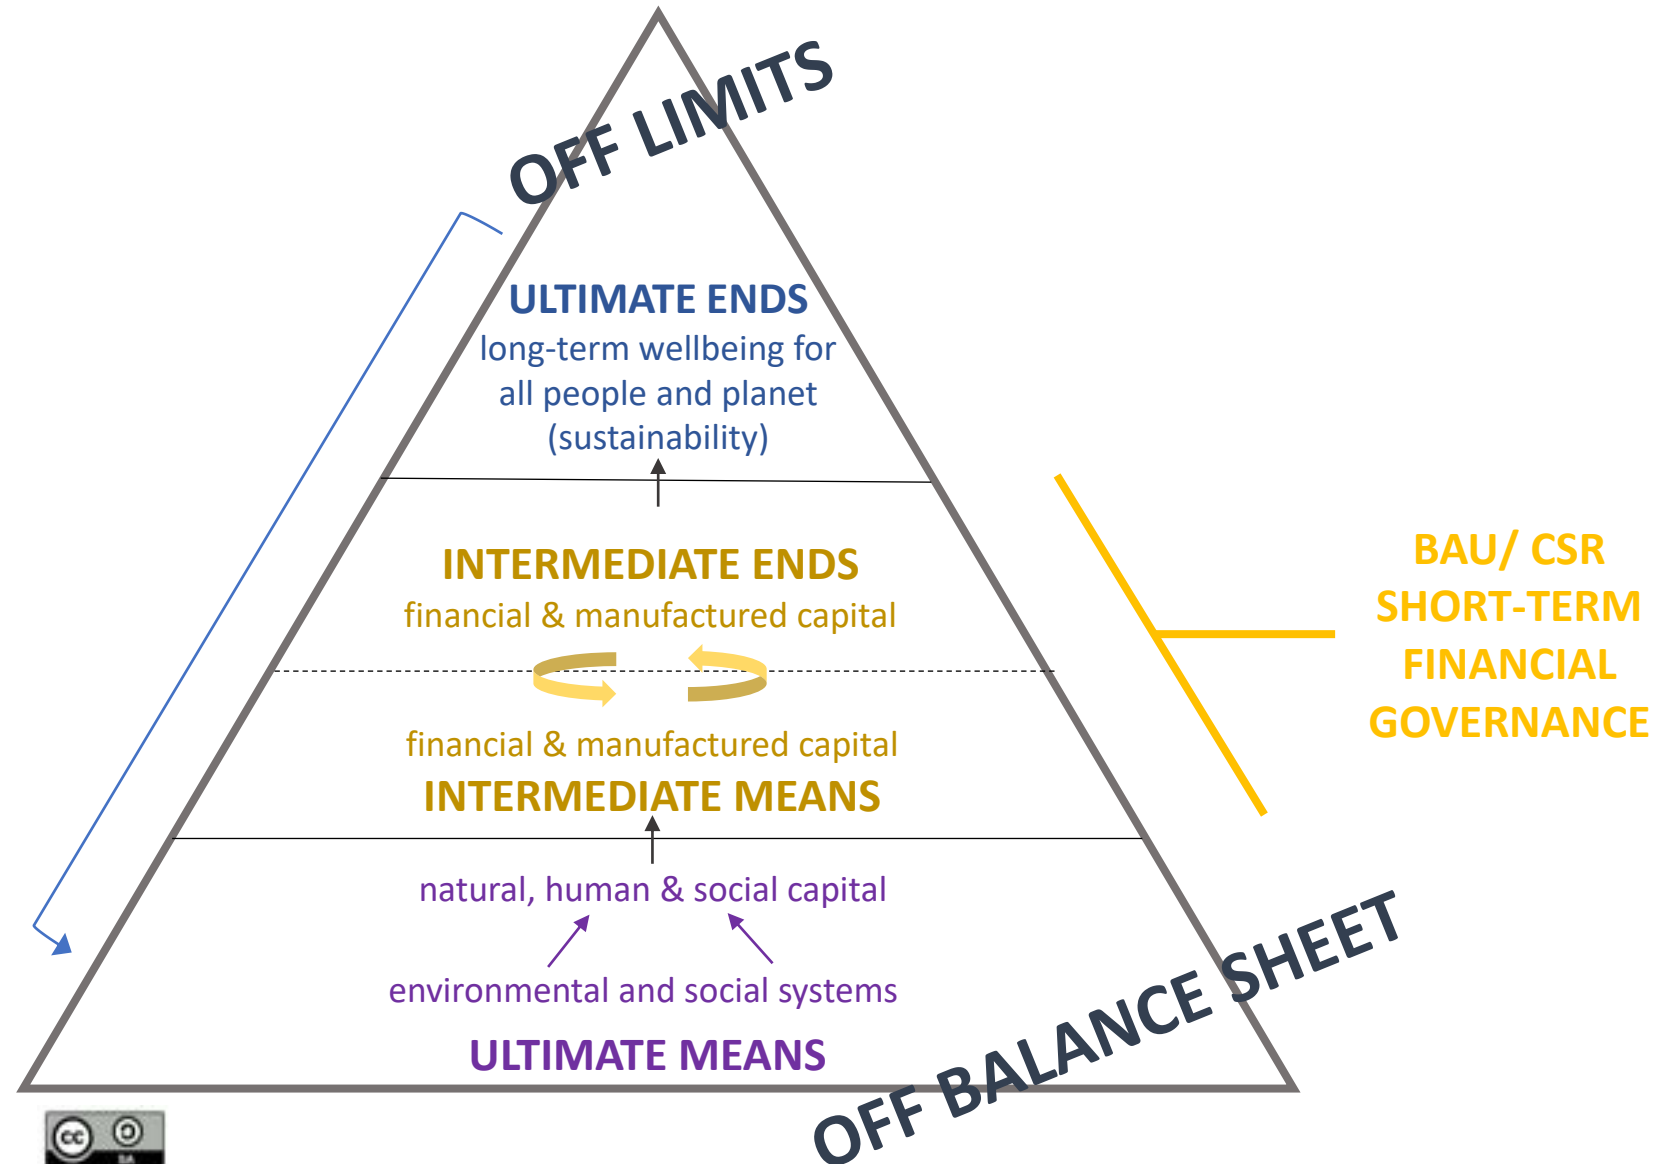 OFF LIMITS
ULTIMATE ENDS
long-term wellbeing for
all people and planet
(sustainability)
INTERMEDIATE ENDS
financial & manufactured capital
financial & manufactured capital
INTERMEDIATE MEANS
natural, human & social capital
environmental and social systems
ULTIMATE MEANS
BAU/ CSR
SHORT-TERM
FINANCIAL
GOVERNANCE
OFF BALANCE SHEET
cc